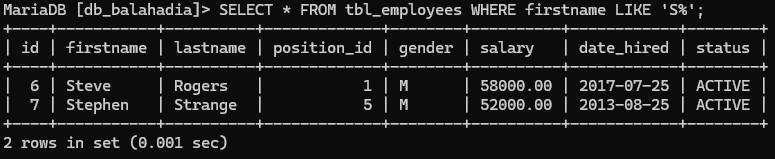 MariaDB [db_balahadia]> SELECT * FROM tbl_employees WHERE firstname LIKE 'S%';
+----+-----------+----------+-------------+--------+----------+------------+--------+
| id | firstname | lastname | position_id | gender | salary   | date_hired | status |
+----+-----------+----------+-------------+--------+----------+------------+--------+
|  6 | Steve     | Rogers   |           1 | M      | 58000.00 | 2017-07-25 | ACTIVE |
|  7 | Stephen   | Strange  |           5 | M      | 52000.00 | 2013-08-25 | ACTIVE |
+----+-----------+----------+-------------+--------+----------+------------+--------+
2 rows in set (0.001 sec)